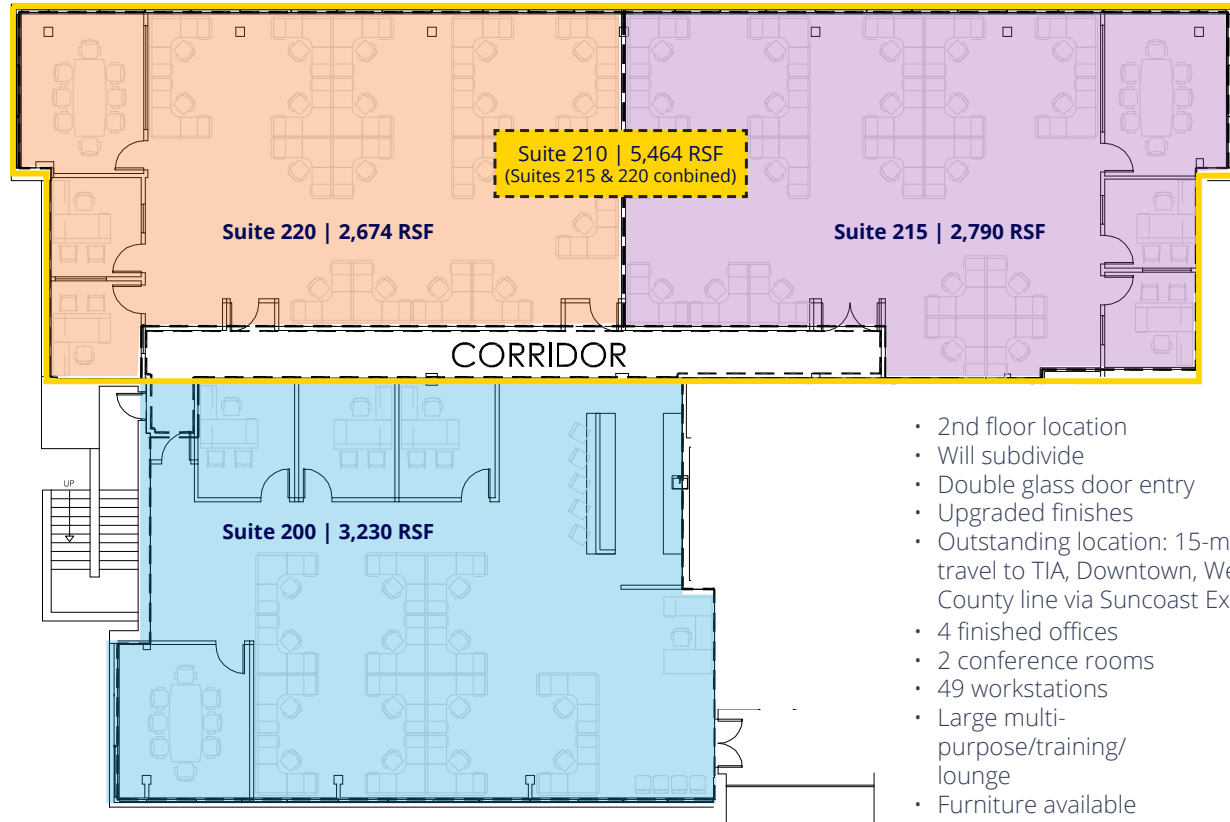 Suite 210 | 5,464 RSF
(Suites 215 & 220 conbined)
Suite 220 | 2,674 RSF
Suite 215 | 2,790 RSF
CORRIDOR
UP
Suite 200 | 3,230 RSF
• 2nd floor location
• Will subdivide
• Double glass door entry
• Upgraded finishes
• Outstanding location:
travel to TIA, Downtown,
County line via Suncoast
• 4 finished offices
• 2 conference rooms
• 49 workstations
• Large multi-
purpose/training/
lounge
• Furniture available